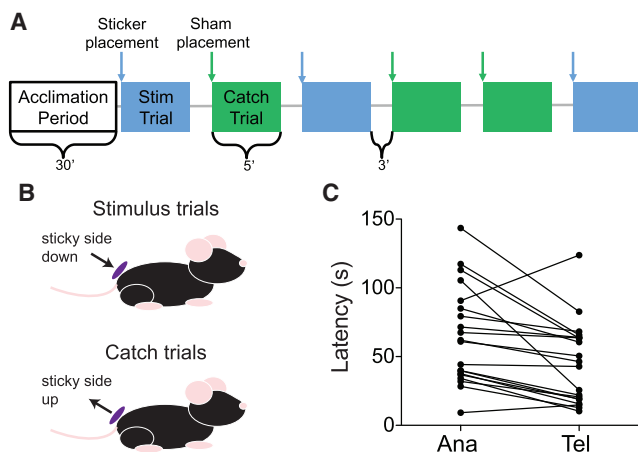 A
Sticker
placement
Sham
placement
Acclimation
Period
Stim
Trial
Catch
Trial
30'
5'
3'
B
Stimulus trials
sticky side
down
Catch trials
sticky side
up
C
150
100
50
0
Latency (s)
Ana
Tel